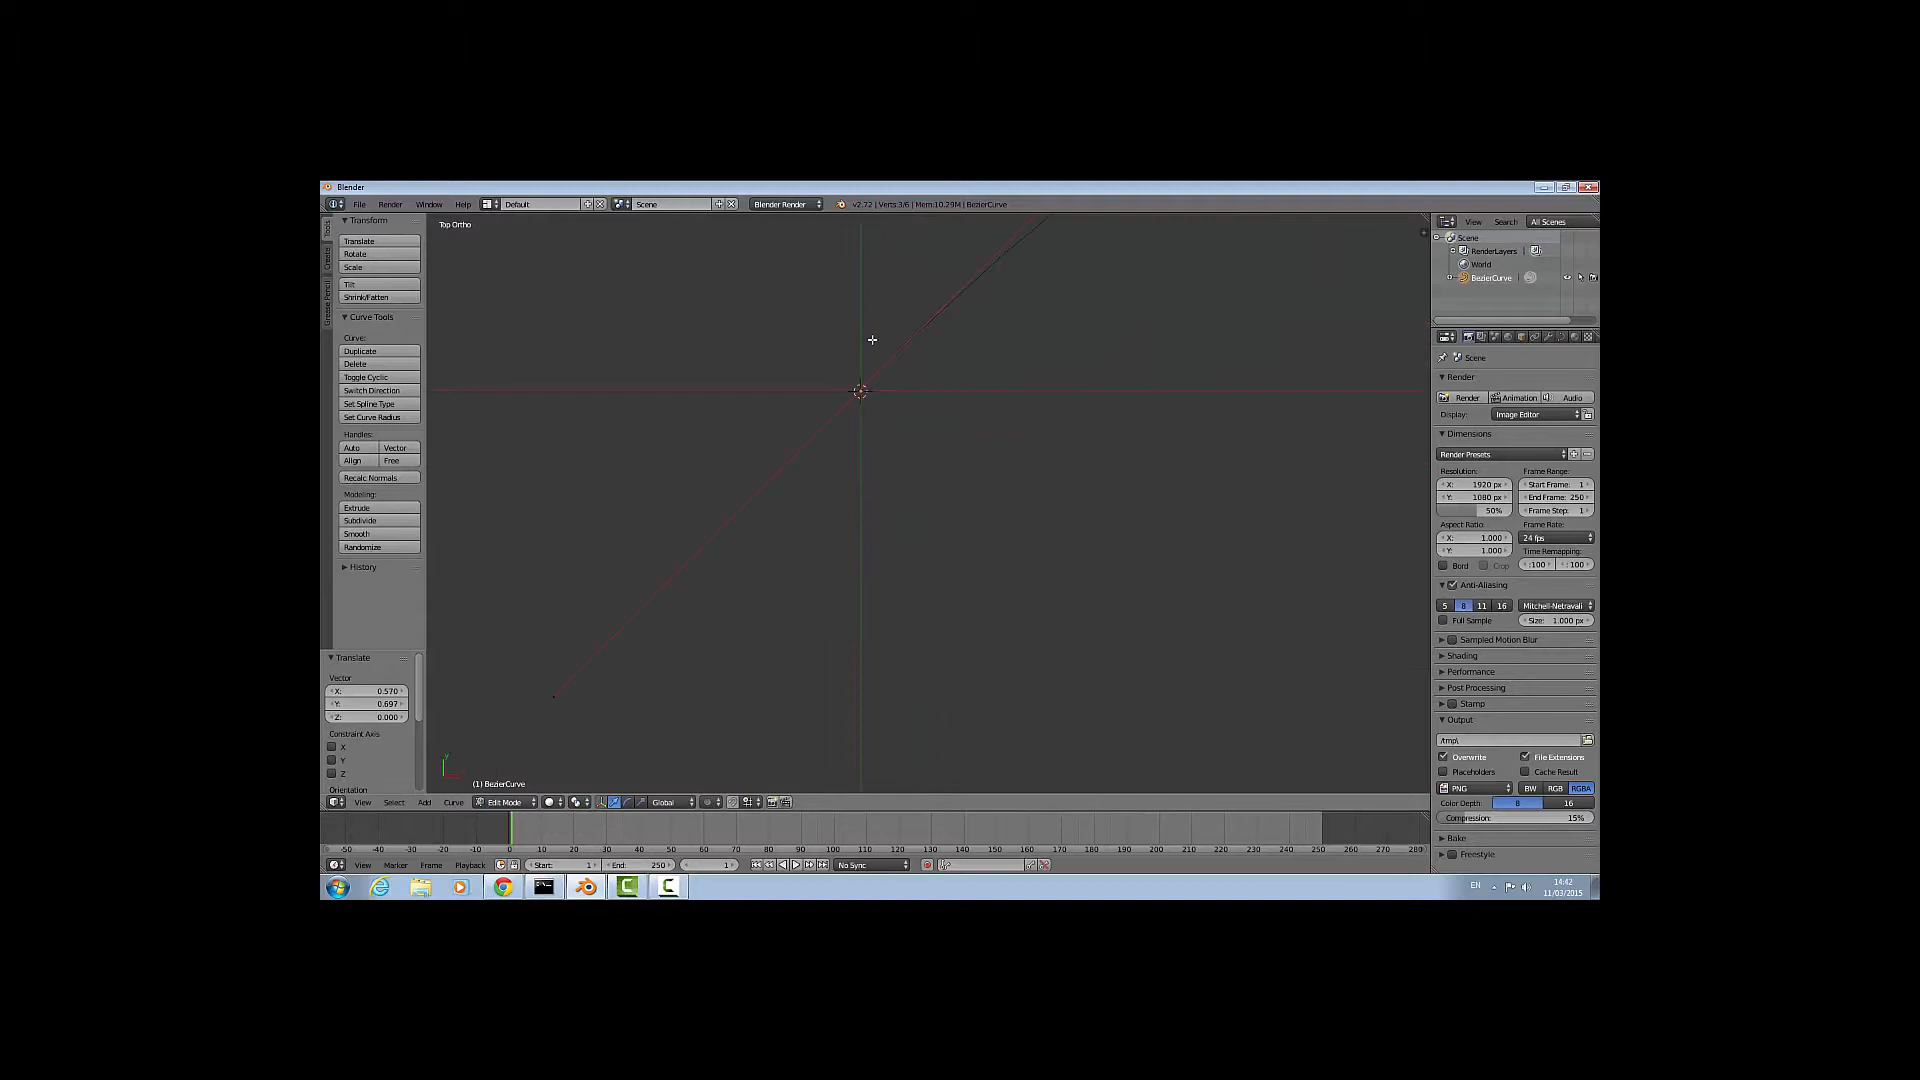 Blender
File Render Window Help Default Scene Blender Render v2.72 | Verts:3/6 | Mem:10.29M | BezierCurve
Tools
Create
Grease Pencil
Transform
Translate
Rotate
Scale
Tilt
Shrink/Fatten
Curve Tools
Curve:
Duplicate
Delete
Toggle Cyclic
Switch Direction
Set Spline Type
Set Curve Radius
Handles:
Auto Vector
Align Free
Recalc Normals
Modeling:
Extrude
Subdivide
Smooth
Randomize
History
Translate
Vector
X: 0.570
Y: 0.697
Z: 0.000
Constraint Axis
X
Y
Z
Orientation
Top Ortho
(1) BezierCurve
View Select Add Curve Edit Mode Global
View Search All Scenes
Scene
RenderLayers
World
BezierCurve
Scene
Render
Render Animation Audio
Display: Image Editor
Dimensions
Render Presets
Resolution: Frame Range:
X: 1920 px Start Frame: 1
Y: 1080 px End Frame: 250
50% Frame Step: 1
Aspect Ratio: Frame Rate:
X: 1.000 24 fps
Y: 1.000 Time Remapping:
Bord Crop :100 : 100
Anti-Aliasing
5 8 11 16 Mitchell-Netravali
Full Sample Size: 1.000 px
Sampled Motion Blur
Shading
Performance
Post Processing
Stamp
Output
/tmp\
Overwrite File Extensions
Placeholders Cache Result
PNG BW RGB RGBA
Color Depth: 8 16
Compression: 15%
Bake
Freestyle
-50 -40 -30 -20 -10 0 10 20 30 40 50 60 70 80 90 100 110 120 130 140 150 160 170 180 190 200 210 220 230 240 250 260 270 280
View Marker Frame Playback Start: 1 End: 250 1 No Sync
EN 14:42
11/03/2015